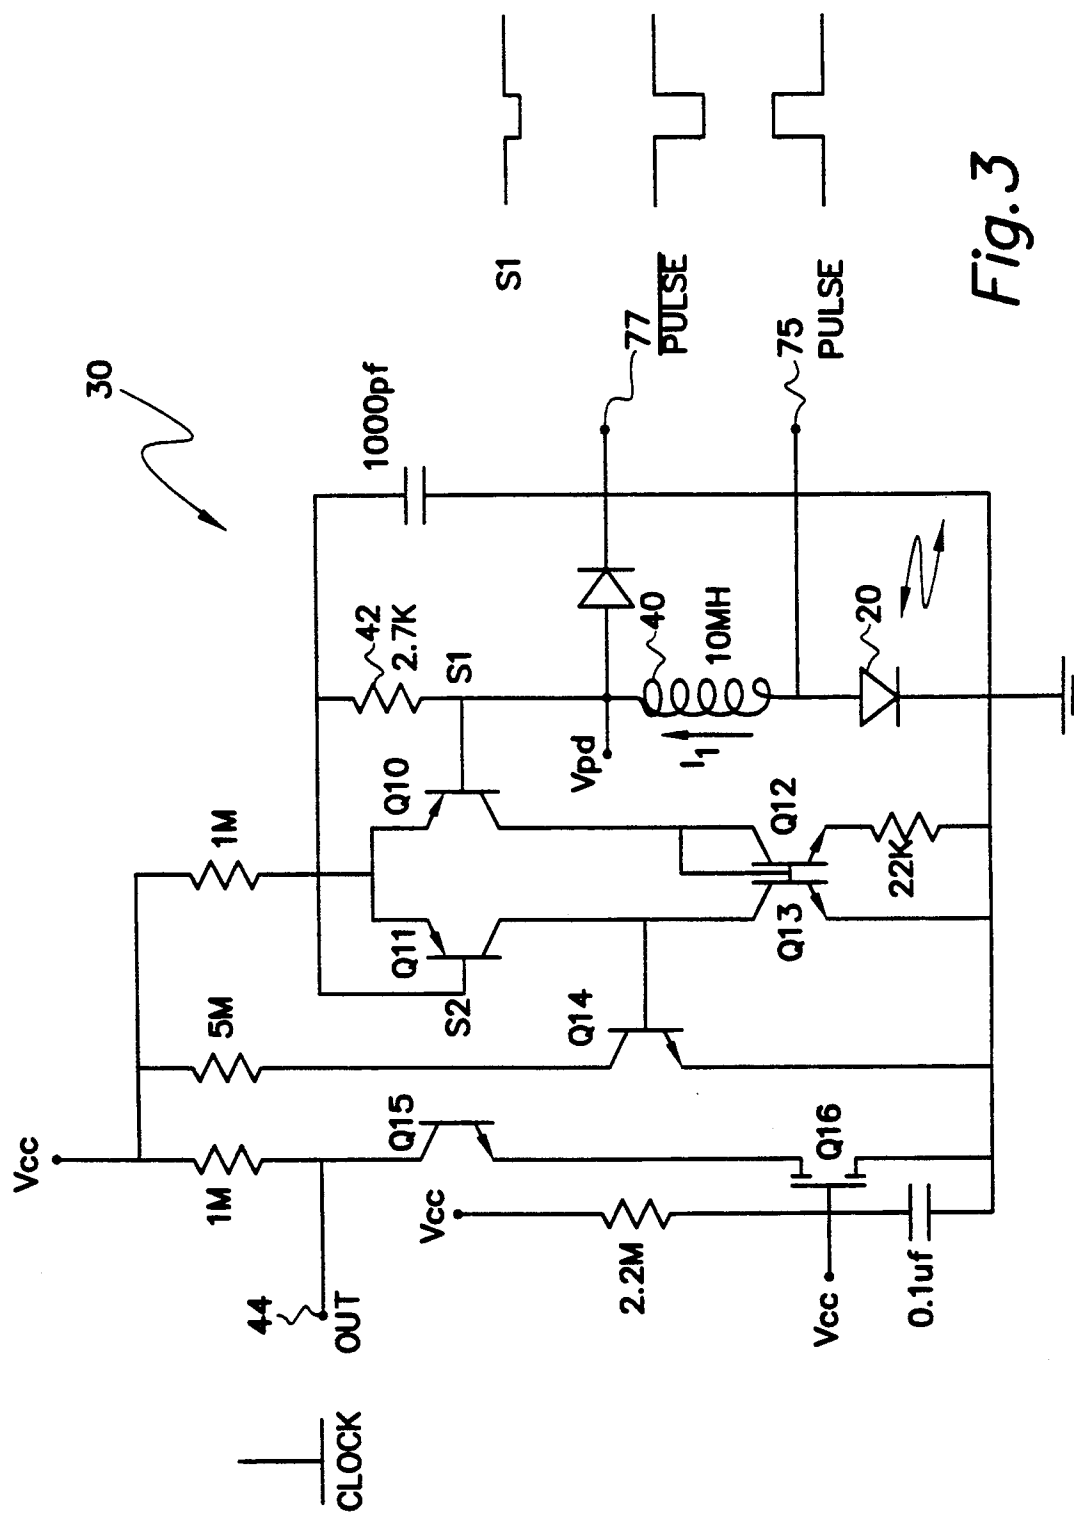 30
Vcc
1M
5M
1M
44
OUT
CLOCK
1000pf
42
2.7K
S1
Q10
Q11
S2
Q15
Q14
Vcc
2.2M
Vpd
40
10MH
I1
77
PULSE
75
PULSE
S1
Q12
Q13
22K
20
Q16
Vcc
0.1uf
Fig.3